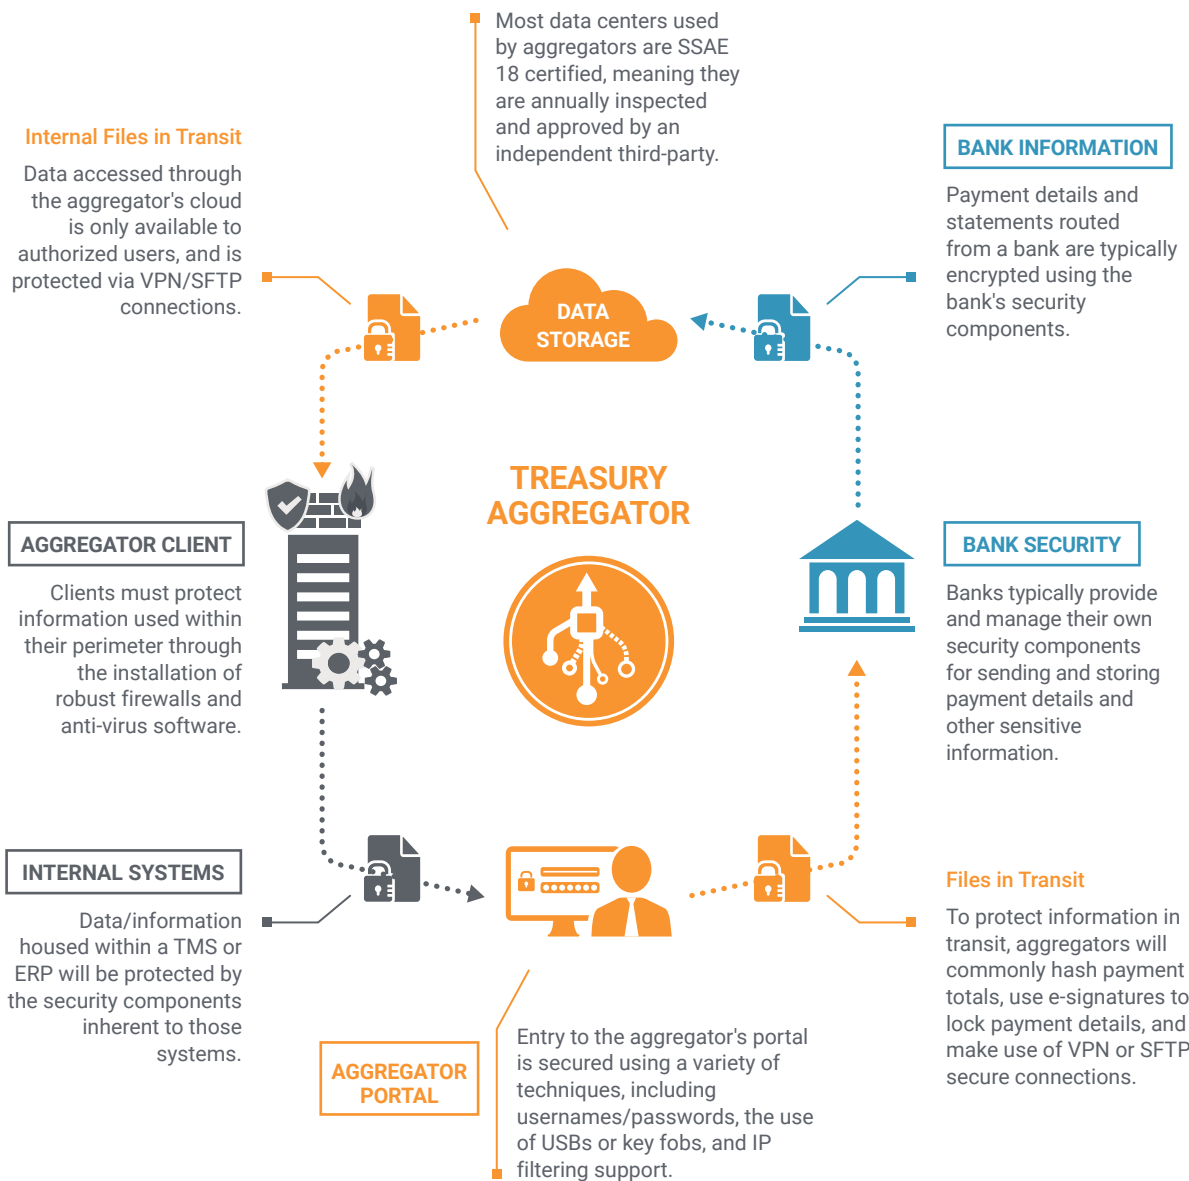 Most data centers used
by aggregators are SSAE
18 certified, meaning they
are annually inspected
and approved by an
independent third-party.
Internal Files in Transit
Data accessed through
the aggregator's cloud
is only available to
authorized users, and is
protected via VPN/SFTP
connections.
BANK INFORMATION
Payment details and
statements routed
from a bank are typically
encrypted using the
bank's security
components.
DATA
STORAGE
TREASURY
AGGREGATOR
AGGREGATOR CLIENT
Clients must protect
information used within
their perimeter through
the installation of
robust firewalls and
anti-virus software.
BANK SECURITY
Banks typically provide
and manage their own
security components
for sending and storing
payment details and
other sensitive
information.
INTERNAL SYSTEMS
Data/information
housed within a TMS or
ERP will be protected by
the security components
inherent to those
systems.
AGGREGATOR
PORTAL
Entry to the aggregator's portal
is secured using a variety of
techniques, including
usernames/passwords, the use
of USBs or key fobs, and IP
filtering support.
Files in Transit
To protect information in
transit, aggregators will
commonly hash payment
totals, use e-signatures to
lock payment details, and
make use of VPN or SFTP
secure connections.